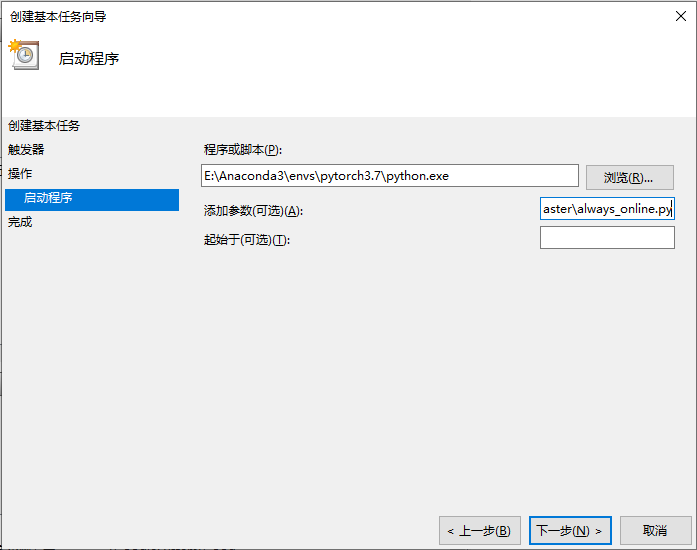 创建基本任务向导
启动程序
创建基本任务
触发器
操作
启动程序
完成
程序或脚本(P):
E:\Anaconda3\envs\pytorch3.7\python.exe
浏览(R)...
添加参数(可选)(A):
aster\always_online.py
起始于(可选)(T):
< 上一步(B)
下一步(N) >
取消